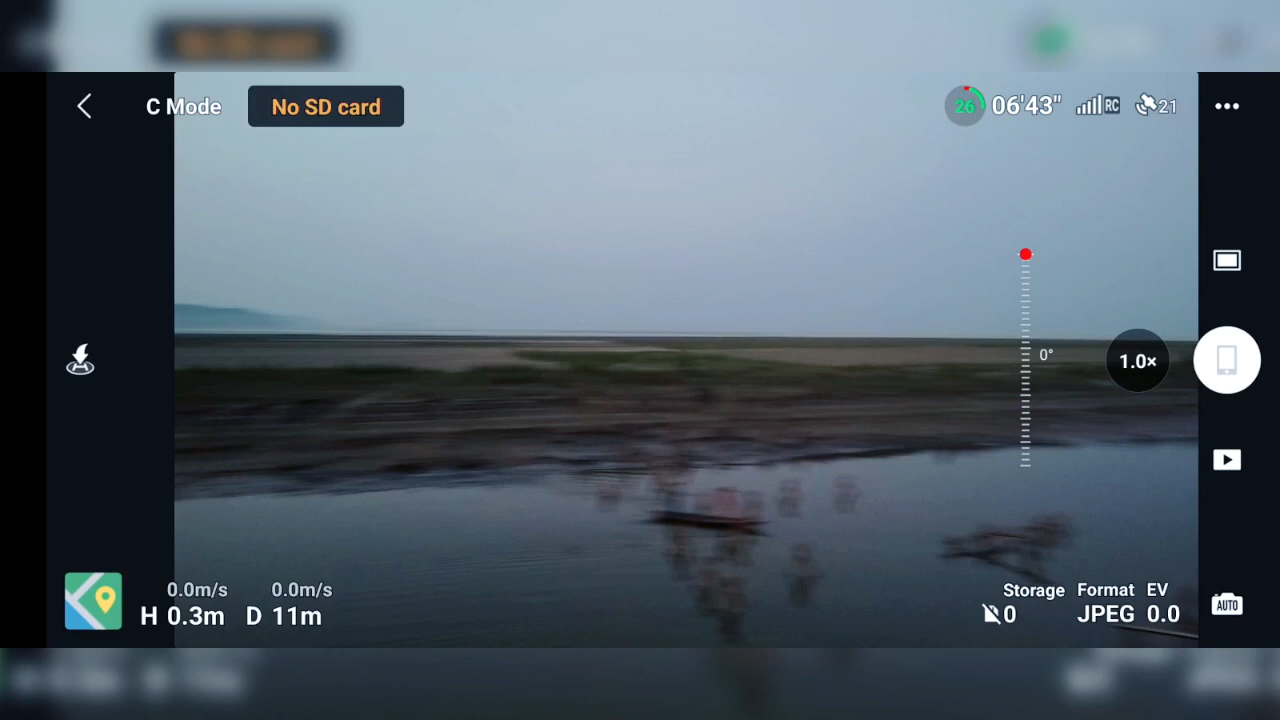 C Mode No SD card 26 06'43" RC 21
0°
1.0×
0.0m/s 0.0m/s
H 0.3m D 11m
Storage Format EV
0 JPEG 0.0
AUTO